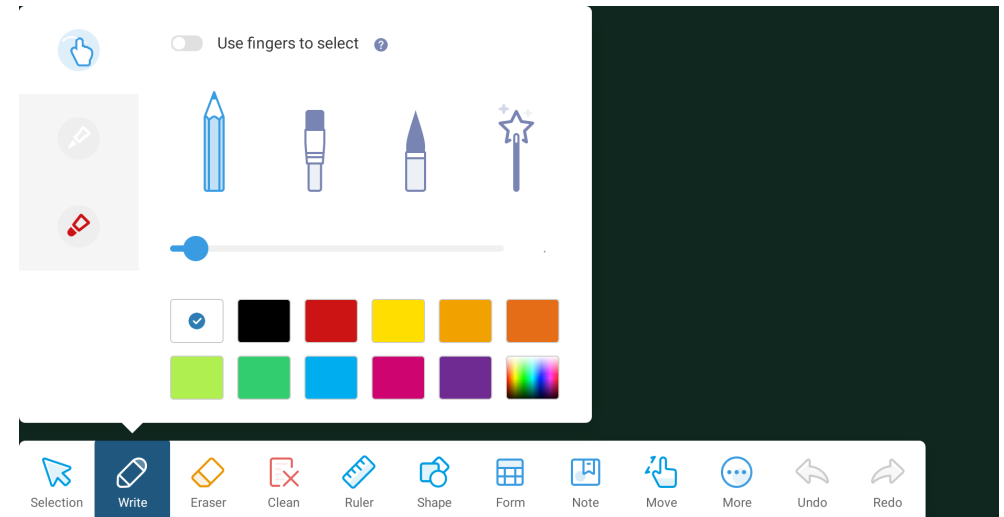 Use fingers to select ?
Selection Write Eraser Clean Ruler Shape Form Note Move More Undo Redo